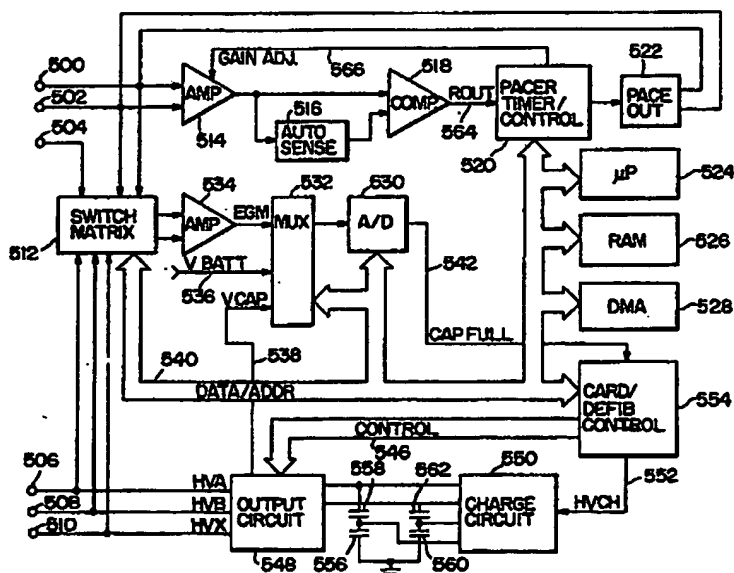 500
502
504
GAIN ADJ.
566
AMP
514
516
AUTO
SENSE
518
COMP
ROUT
564
PACER
TIMER/
CONTROL
520
522
PACE
OUT
μP
524
RAM
526
DMA
528
SWITCH
MATRIX
512
534
AMP
EGM
V BATT
536
V CAP
532
MUX
530
A/D
542
CAP FULL
540
538
DATA/ADDR
CARD/
DEFIB
CONTROL
554
CONTROL
546
552
HVCH
506
508
510
HVA
HVB
HVX
OUTPUT
CIRCUIT
548
558
562
556
560
550
CHARGE
CIRCUIT